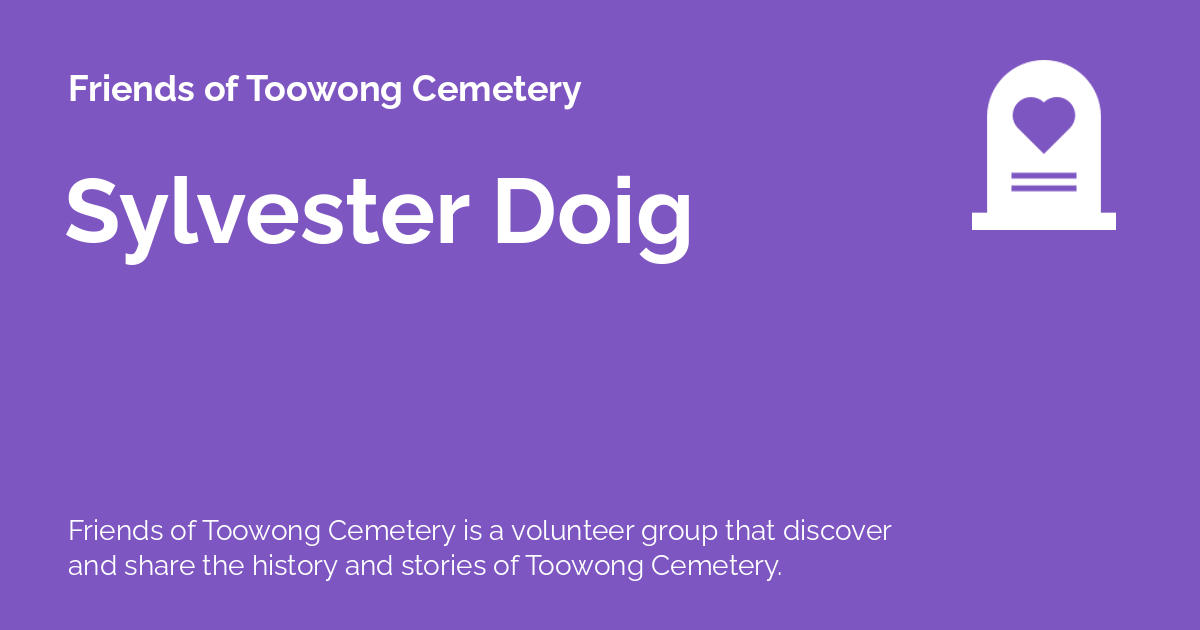 Friends of Toowong Cemetery
Sylvester Doig
Friends of Toowong Cemetery is a volunteer group that discover
and share the history and stories of Toowong Cemetery.